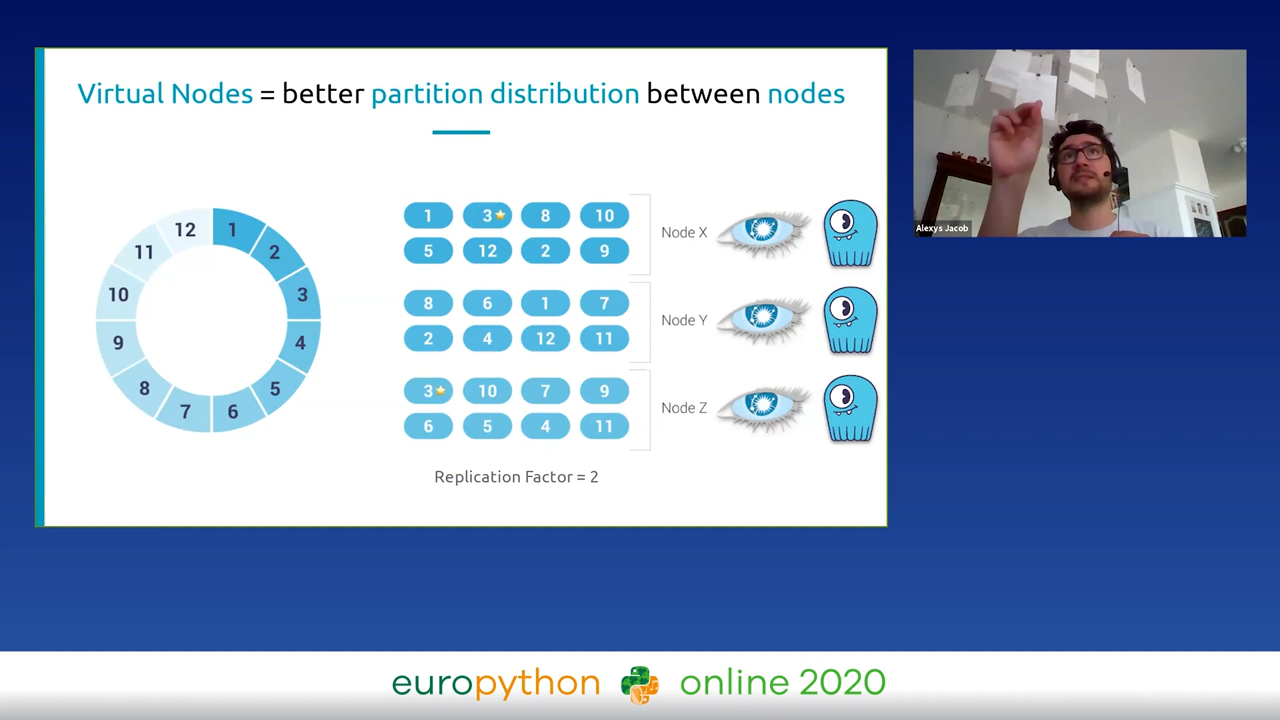 Virtual Nodes = better partition distribution between nodes
12 1
11 2
10 3
9 4
8 5
7 6
1 3 8 10
5 12 2 9
Node X
8 6 1 7
2 4 12 11
Node Y
3 10 7 9
6 5 4 11
Node Z
Replication Factor = 2
Alexys Jacob
europython online 2020